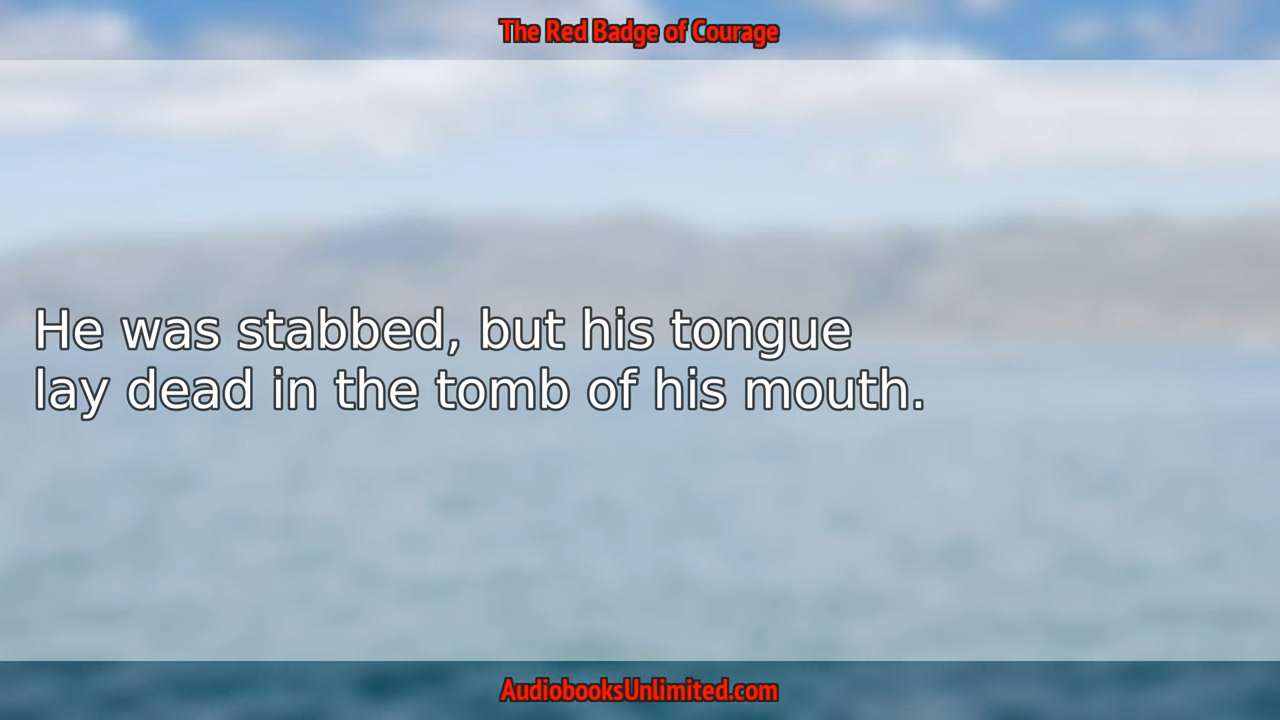 The Red Badge of Courage
He was stabbed, but his tongue
lay dead in the tomb of his mouth.
AudiobooksUnlimited.com